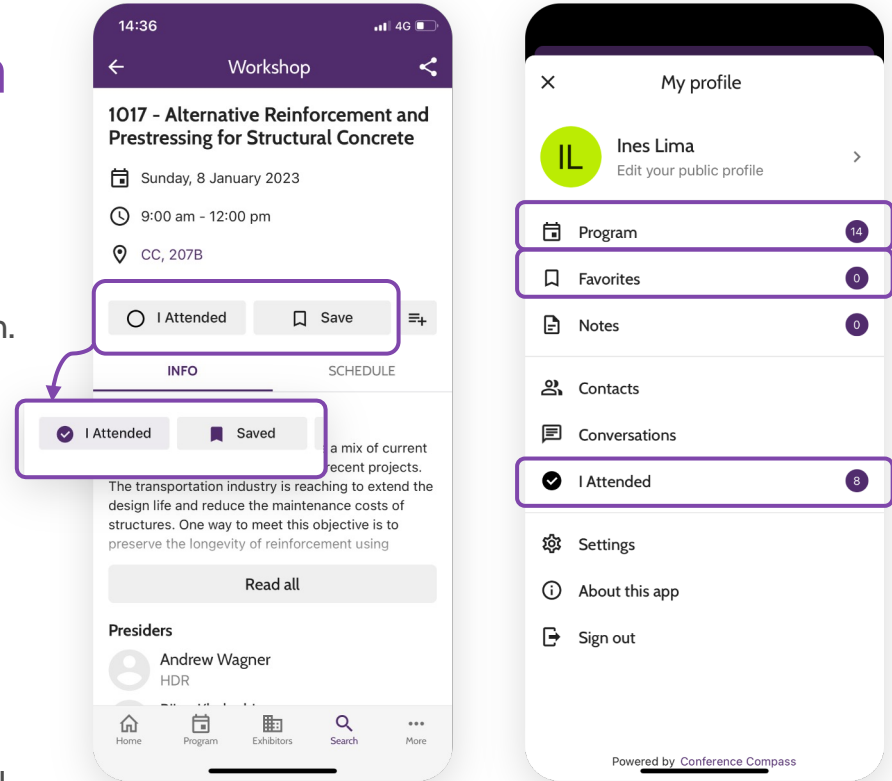 14:36
4G
Workshop
1017 - Alternative Reinforcement and
Prestressing for Structural Concrete
Sunday, 8 January 2023
9:00 am - 12:00 pm
CC, 207B
I Attended
Save
INFO
SCHEDULE
I Attended
Saved
a mix of current
recent projects.
The transportation industry is reaching to extend the
design life and reduce the maintenance costs of
structures. One way to meet this objective is to
preserve the longevity of reinforcement using
Read all
Presiders
Andrew Wagner
HDR
Home
Program
Exhibitors
Search
More
My profile
IL
Ines Lima
Edit your public profile
Program
14
Favorites
0
Notes
0
Contacts
Conversations
I Attended
8
Settings
About this app
Sign out
Powered by Conference Compass